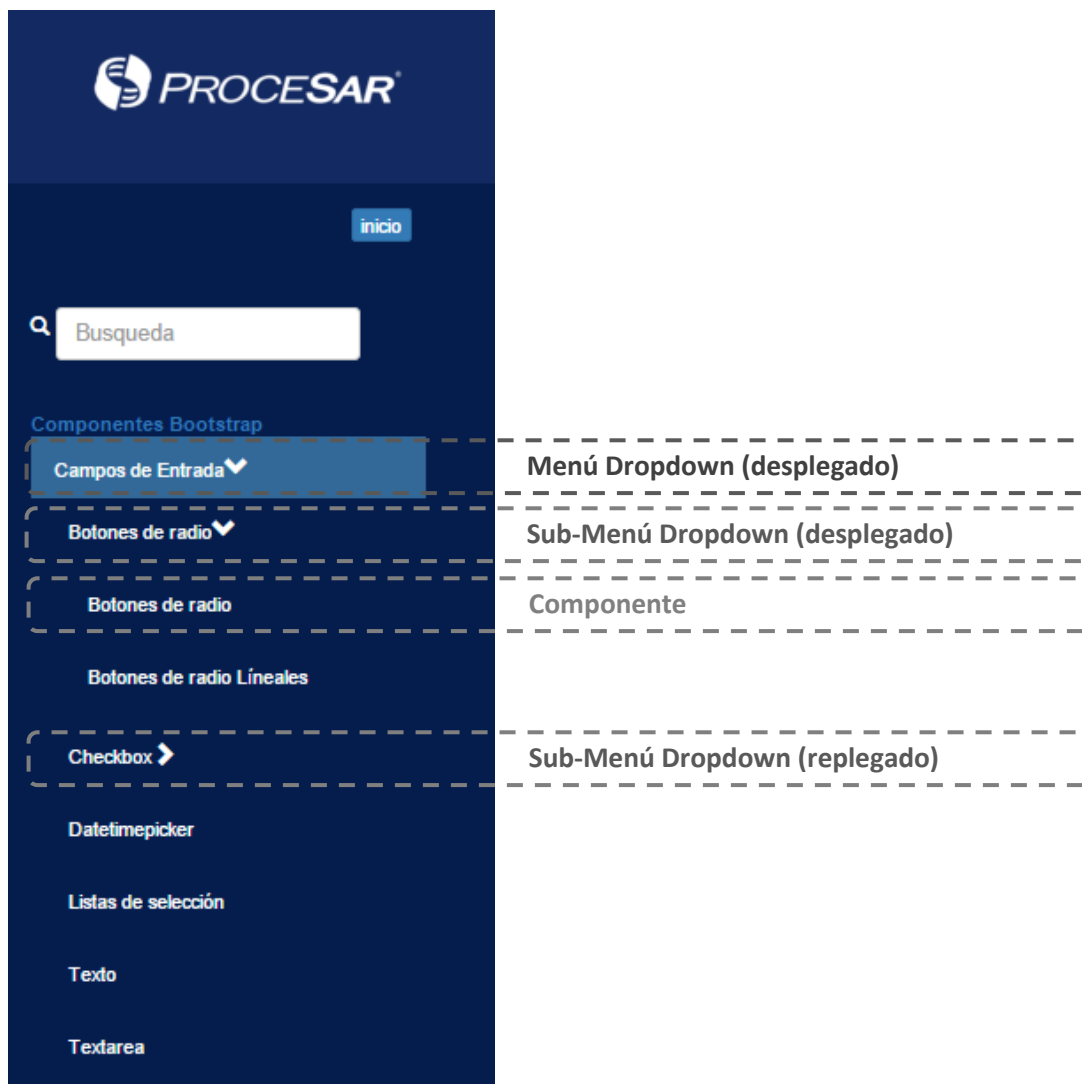 PROCESAR®
inicio
Busqueda
Componentes Bootstrap
Campos de Entrada
Menú Dropdown (desplegado)
Botones de radio
Sub-Menú Dropdown (desplegado)
Botones de radio
Componente
Botones de radio Líneales
Checkbox
Sub-Menú Dropdown (replegado)
Datetimepicker
Listas de selección
Texto
Textarea